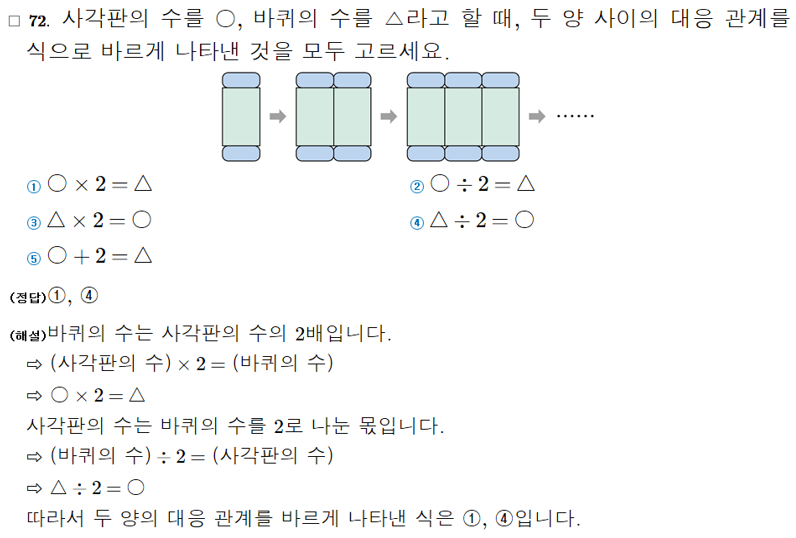 □ 72. 사각판의 수를 ○, 바퀴의 수를 △라고 할 때, 두 양 사이의 대응 관계를
식으로 바르게 나타낸 것을 모두 고르세요.
➡ ➡ ➡ ⋯⋯
① ○ × 2 = △ ② ○ ÷ 2 = △
③ △ × 2 = ○ ④ △ ÷ 2 = ○
⑤ ○ + 2 = △
(정답)①, ④
(해설)바퀴의 수는 사각판의 수의 2배입니다.
⇨ (사각판의 수) × 2 = (바퀴의 수)
⇨ ○ × 2 = △
사각판의 수는 바퀴의 수를 2로 나눈 몫입니다.
⇨ (바퀴의 수) ÷ 2 = (사각판의 수)
⇨ △ ÷ 2 = ○
따라서 두 양의 대응 관계를 바르게 나타낸 식은 ①, ④입니다.